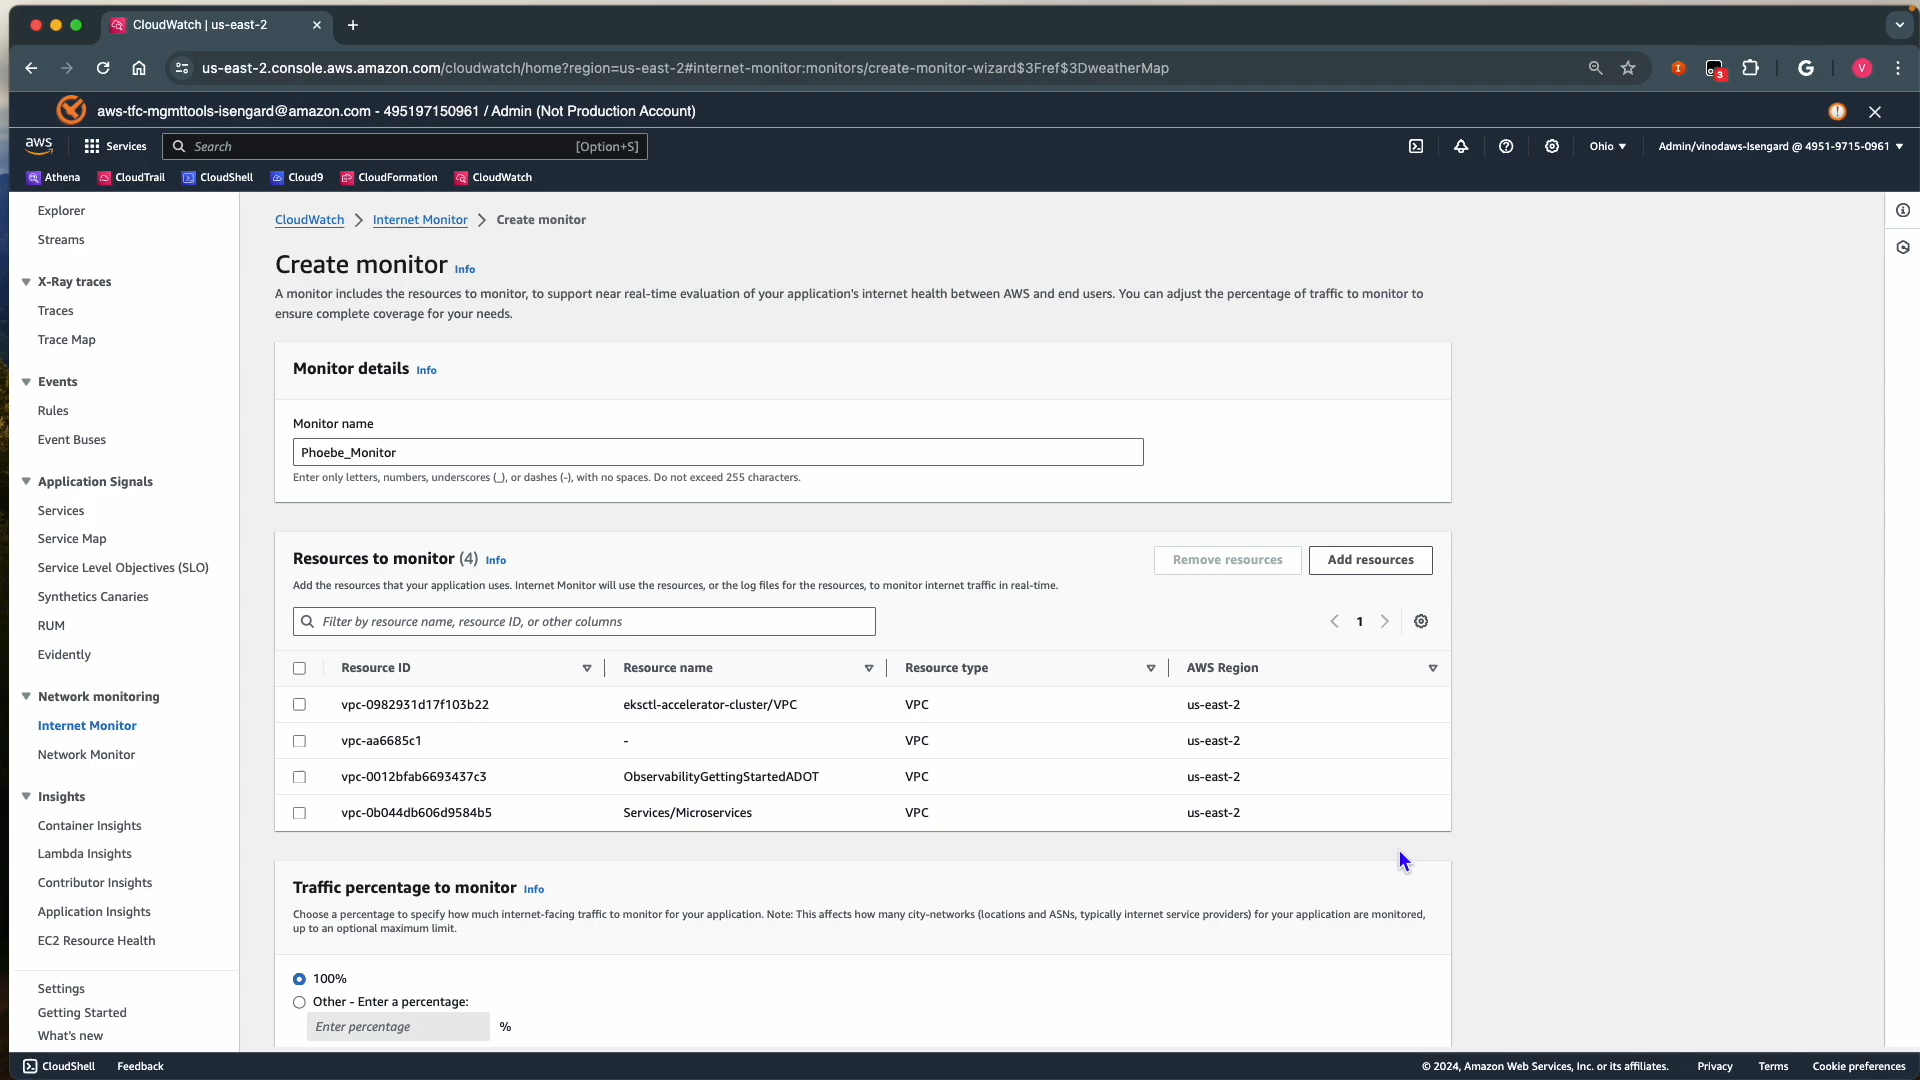 CloudWatch | us-east-2
us-east-2.console.aws.amazon.com/cloudwatch/home?region=us-east-2#internet-monitor:monitors/create-monitor-wizard$3Fref$3DweatherMap
3
G
V
aws-tfc-mgmttools-isengard@amazon.com - 495197150961 / Admin (Not Production Account)
aws
Services
Search
[Option+S]
Ohio
Admin/vinodaws-Isengard @ 4951-9715-0961
Athena
CloudTrail
CloudShell
Cloud9
CloudFormation
CloudWatch
Explorer
Streams
X-Ray traces
Traces
Trace Map
Events
Rules
Event Buses
Application Signals
Services
Service Map
Service Level Objectives (SLO)
Synthetics Canaries
RUM
Evidently
Network monitoring
Internet Monitor
Network Monitor
Insights
Container Insights
Lambda Insights
Contributor Insights
Application Insights
EC2 Resource Health
Settings
Getting Started
What's new
CloudWatch > Internet Monitor > Create monitor
Create monitor Info
A monitor includes the resources to monitor, to support near real-time evaluation of your application's internet health between AWS and end users. You can adjust the percentage of traffic to monitor to
ensure complete coverage for your needs.
Monitor details Info
Monitor name
Phoebe_Monitor
Enter only letters, numbers, underscores (_), or dashes (-), with no spaces. Do not exceed 255 characters.
Resources to monitor (4) Info
Remove resources
Add resources
Add the resources that your application uses. Internet Monitor will use the resources, or the log files for the resources, to monitor internet traffic in real-time.
Filter by resource name, resource ID, or other columns
1
Resource ID Resource name Resource type AWS Region
vpc-0982931d17f103b22 eksctl-accelerator-cluster/VPC VPC us-east-2
vpc-aa6685c1 - VPC us-east-2
vpc-0012bfab6693437c3 ObservabilityGettingStartedADOT VPC us-east-2
vpc-0b044db606d9584b5 Services/Microservices VPC us-east-2
Traffic percentage to monitor Info
Choose a percentage to specify how much internet-facing traffic to monitor for your application. Note: This affects how many city-networks (locations and ASNs, typically internet service providers) for your application are monitored,
up to an optional maximum limit.
100%
Other - Enter a percentage:
Enter percentage %
CloudShell
Feedback
© 2024, Amazon Web Services, Inc. or its affiliates.
Privacy
Terms
Cookie preferences